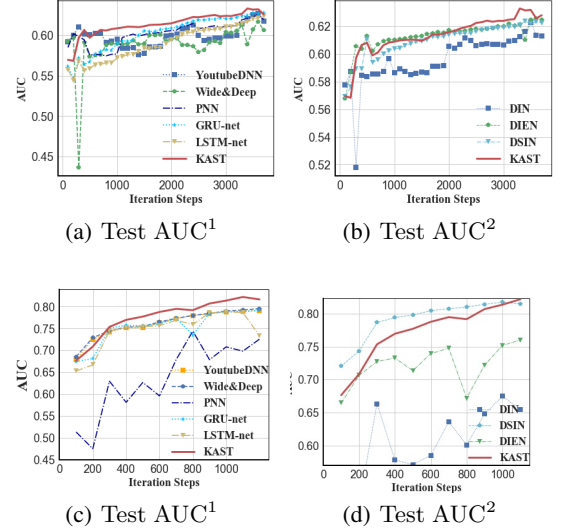 AUC
0.60
0.55
0.50
0.45
YoutubeDNN
Wide&Deep
PNN
GRU-net
LSTM-net
KAST
0 1000 2000 3000
Iteration Steps
(a) Test AUC¹
AUC
0.62
0.60
0.58
0.56
0.54
0.52
DIN
DIEN
DSIN
KAST
0 1000 2000 3000
Iteration Steps
(b) Test AUC²
AUC
0.80
0.75
0.70
0.65
0.60
0.55
0.50
0.45
YoutubeDNN
Wide&Deep
PNN
GRU-net
LSTM-net
KAST
0 200 400 600 800 1000
Iteration Steps
(c) Test AUC¹
0.80
0.75
0.70
0.65
0.60
DIN
DSIN
DIEN
KAST
0 200 400 600 800 1000
Iteration Steps
(d) Test AUC²